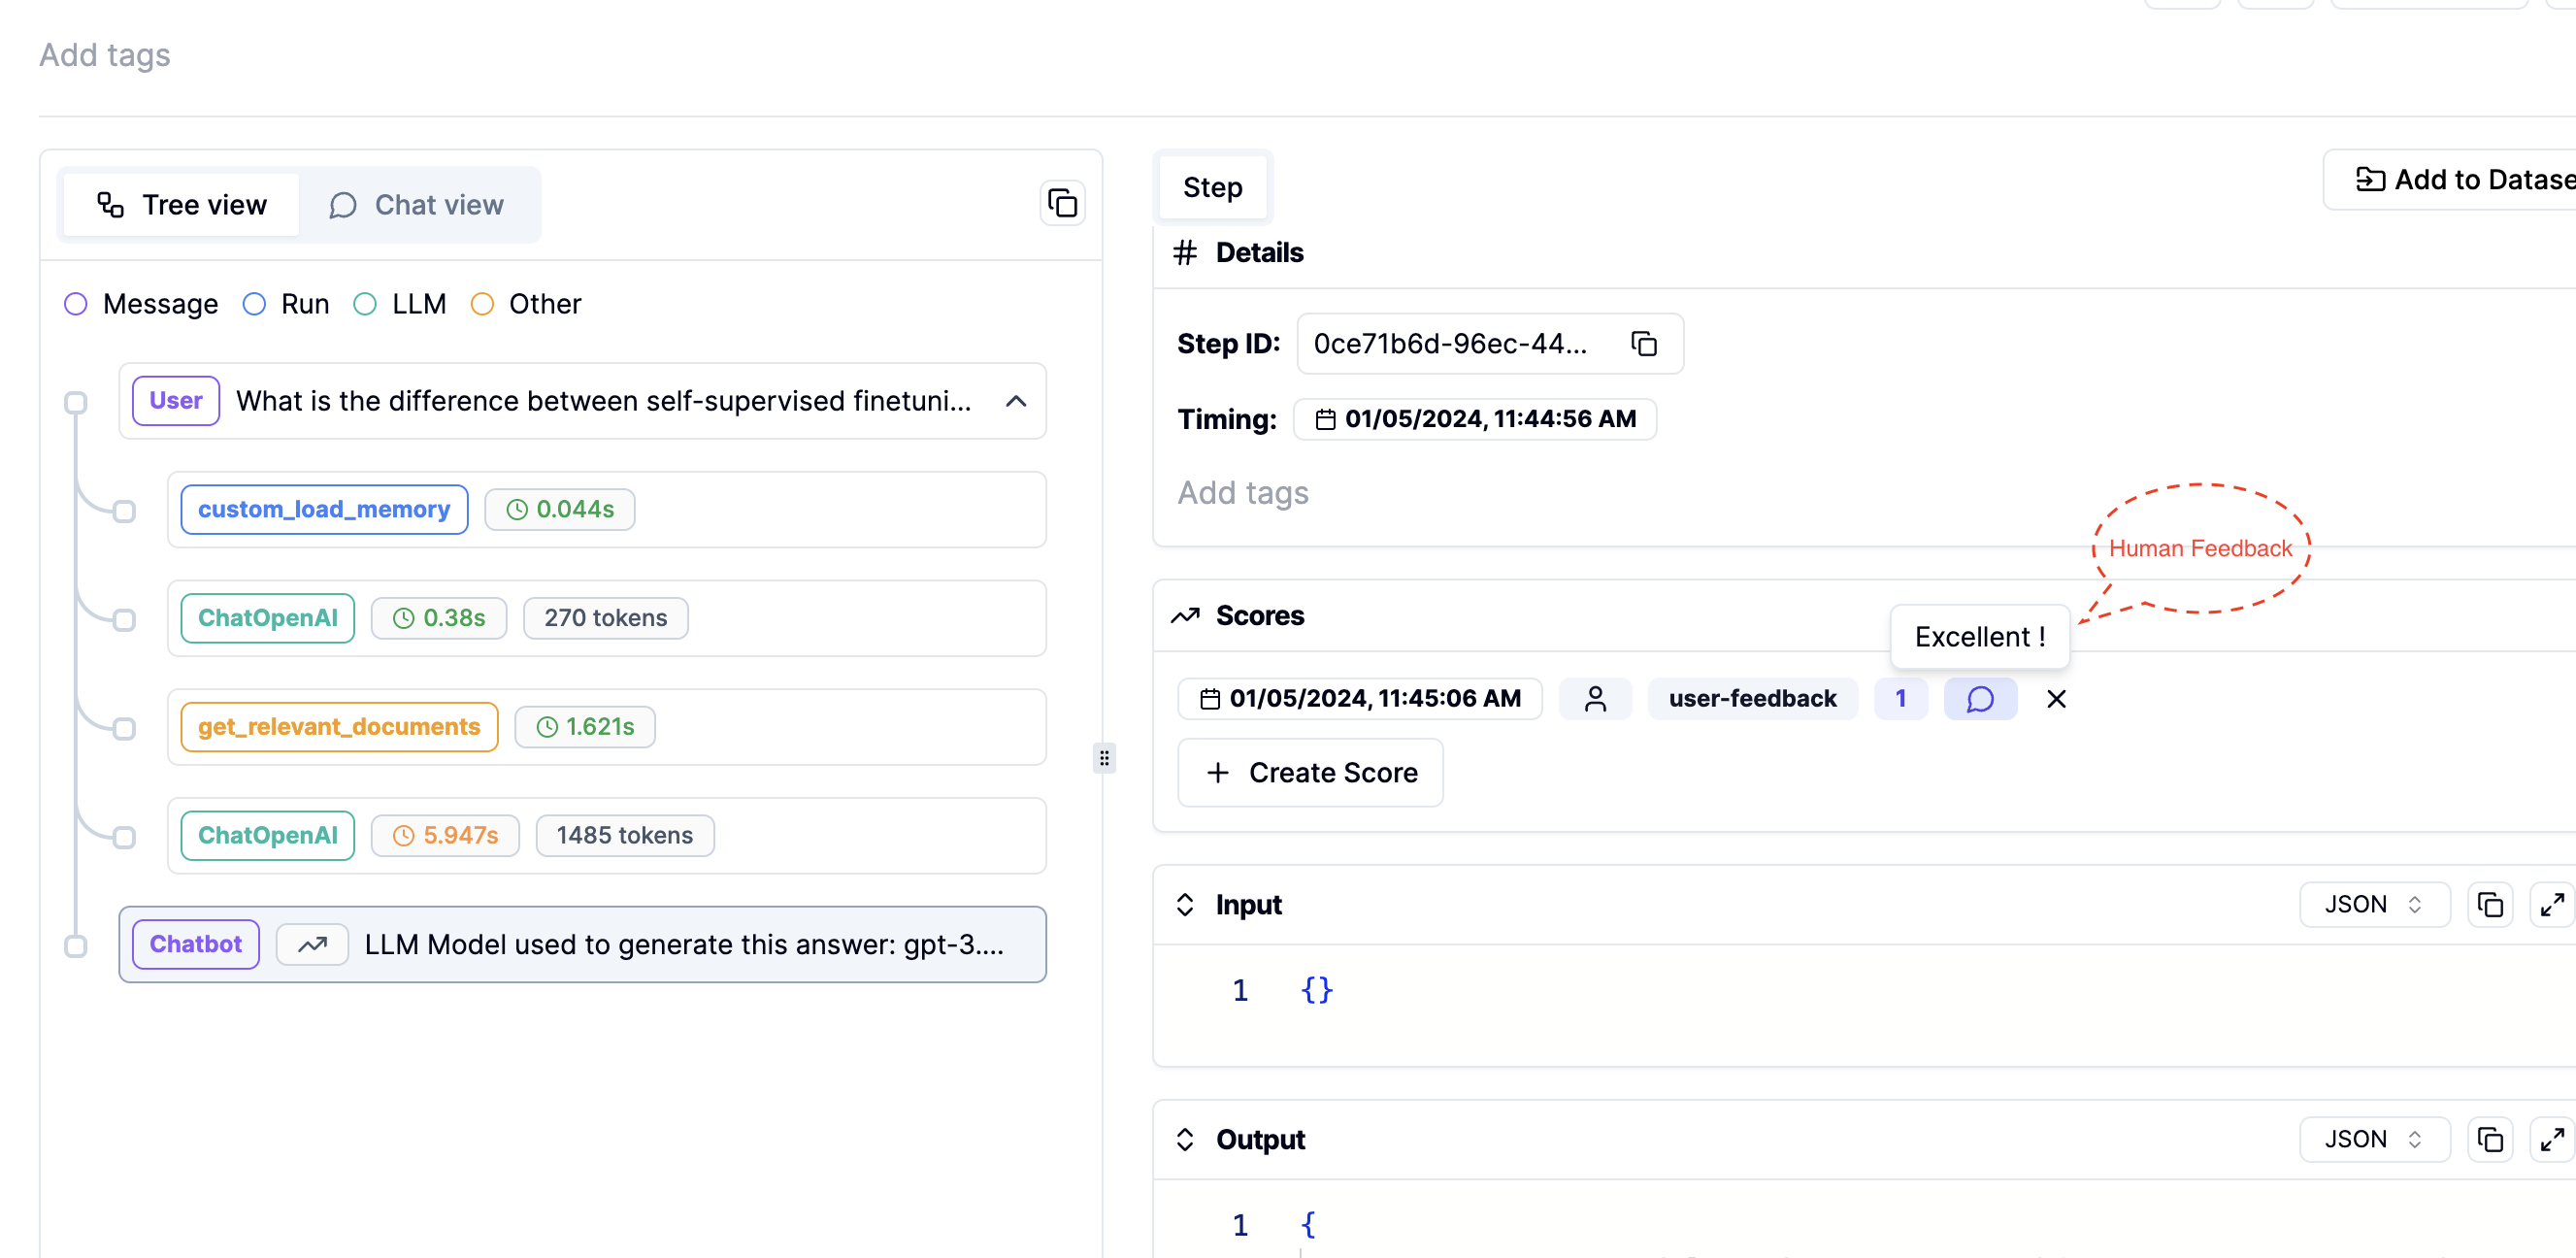 Add tags
Tree view
Chat view
Message
Run
LLM
Other
User
What is the difference between self-supervised finetuni...
custom_load_memory
0.044s
ChatOpenAI
0.38s
270 tokens
get_relevant_documents
1.621s
ChatOpenAI
5.947s
1485 tokens
Chatbot
LLM Model used to generate this answer: gpt-3....
Step
Add to Datase
# Details
Step ID:
0ce71b6d-96ec-44...
Timing:
01/05/2024, 11:44:56 AM
Add tags
Human Feedback
Scores
Excellent !
01/05/2024, 11:45:06 AM
user-feedback
1
+ Create Score
Input
JSON
1 {}
Output
JSON
1 {